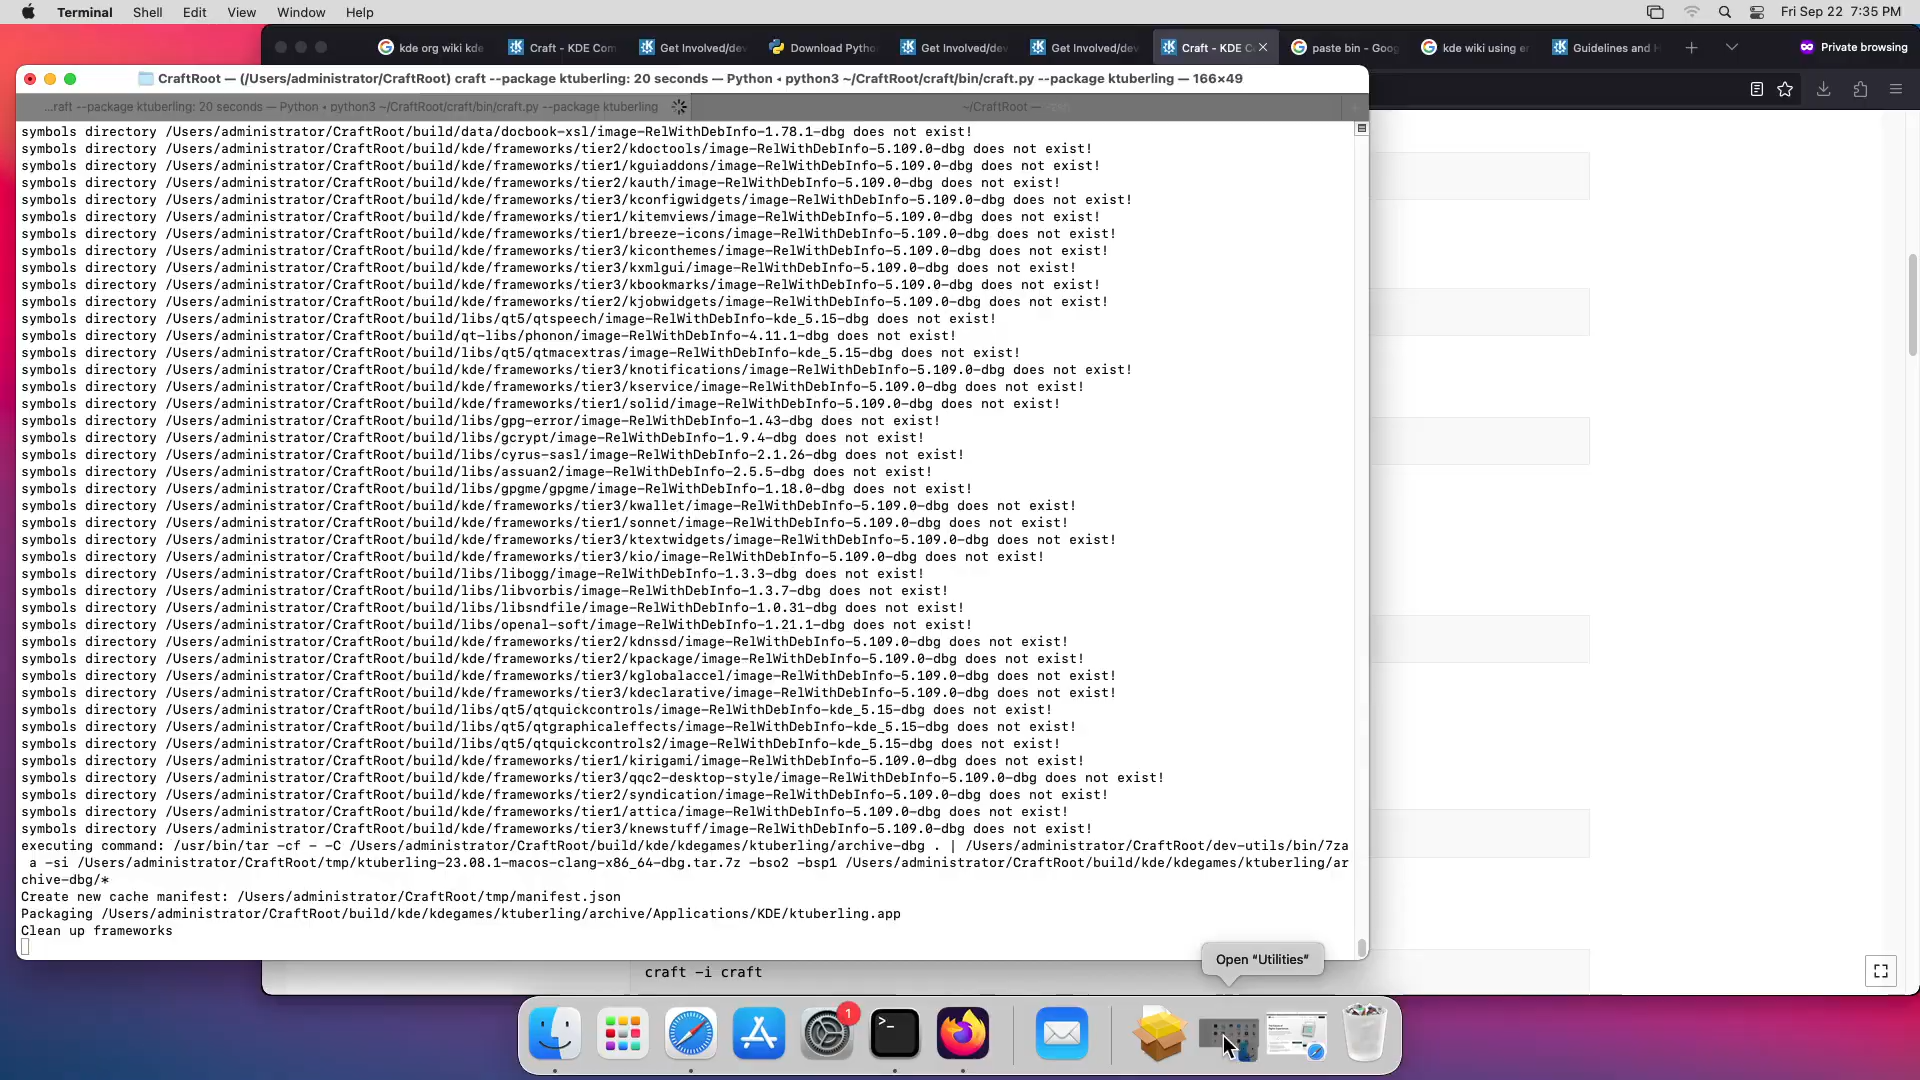 Terminal Shell Edit View Window Help Fri Sep 22 7:35 PM
kde org wiki kde Craft - KDE Com Get Involved/dev Download Pytho Get Involved/dev Get Involved/dev Craft - KDE C paste bin - Goog kde wiki using er Guidelines and H Private browsing
CraftRoot — (/Users/administrator/CraftRoot) craft --package ktuberling: 20 seconds — Python ◂ python3 ~/CraftRoot/craft/bin/craft.py --package ktuberling — 166×49
...raft --package ktuberling: 20 seconds — Python ◂ python3 ~/CraftRoot/craft/bin/craft.py --package ktuberling ~/CraftRoot — -zsh
symbols directory /Users/administrator/CraftRoot/build/data/docbook-xsl/image-RelWithDebInfo-1.78.1-dbg does not exist!
symbols directory /Users/administrator/CraftRoot/build/kde/frameworks/tier2/kdoctools/image-RelWithDebInfo-5.109.0-dbg does not exist!
symbols directory /Users/administrator/CraftRoot/build/kde/frameworks/tier1/kguiaddons/image-RelWithDebInfo-5.109.0-dbg does not exist!
symbols directory /Users/administrator/CraftRoot/build/kde/frameworks/tier2/kauth/image-RelWithDebInfo-5.109.0-dbg does not exist!
symbols directory /Users/administrator/CraftRoot/build/kde/frameworks/tier3/kconfigwidgets/image-RelWithDebInfo-5.109.0-dbg does not exist!
symbols directory /Users/administrator/CraftRoot/build/kde/frameworks/tier1/kitemviews/image-RelWithDebInfo-5.109.0-dbg does not exist!
symbols directory /Users/administrator/CraftRoot/build/kde/frameworks/tier1/breeze-icons/image-RelWithDebInfo-5.109.0-dbg does not exist!
symbols directory /Users/administrator/CraftRoot/build/kde/frameworks/tier3/kiconthemes/image-RelWithDebInfo-5.109.0-dbg does not exist!
symbols directory /Users/administrator/CraftRoot/build/kde/frameworks/tier3/kxmlgui/image-RelWithDebInfo-5.109.0-dbg does not exist!
symbols directory /Users/administrator/CraftRoot/build/kde/frameworks/tier3/kbookmarks/image-RelWithDebInfo-5.109.0-dbg does not exist!
symbols directory /Users/administrator/CraftRoot/build/kde/frameworks/tier2/kjobwidgets/image-RelWithDebInfo-5.109.0-dbg does not exist!
symbols directory /Users/administrator/CraftRoot/build/libs/qt5/qtspeech/image-RelWithDebInfo-kde_5.15-dbg does not exist!
symbols directory /Users/administrator/CraftRoot/build/qt-libs/phonon/image-RelWithDebInfo-4.11.1-dbg does not exist!
symbols directory /Users/administrator/CraftRoot/build/libs/qt5/qtmacextras/image-RelWithDebInfo-kde_5.15-dbg does not exist!
symbols directory /Users/administrator/CraftRoot/build/kde/frameworks/tier3/knotifications/image-RelWithDebInfo-5.109.0-dbg does not exist!
symbols directory /Users/administrator/CraftRoot/build/kde/frameworks/tier3/kservice/image-RelWithDebInfo-5.109.0-dbg does not exist!
symbols directory /Users/administrator/CraftRoot/build/kde/frameworks/tier1/solid/image-RelWithDebInfo-5.109.0-dbg does not exist!
symbols directory /Users/administrator/CraftRoot/build/libs/gpg-error/image-RelWithDebInfo-1.43-dbg does not exist!
symbols directory /Users/administrator/CraftRoot/build/libs/gcrypt/image-RelWithDebInfo-1.9.4-dbg does not exist!
symbols directory /Users/administrator/CraftRoot/build/libs/cyrus-sasl/image-RelWithDebInfo-2.1.26-dbg does not exist!
symbols directory /Users/administrator/CraftRoot/build/libs/assuan2/image-RelWithDebInfo-2.5.5-dbg does not exist!
symbols directory /Users/administrator/CraftRoot/build/libs/gpgme/gpgme/image-RelWithDebInfo-1.18.0-dbg does not exist!
symbols directory /Users/administrator/CraftRoot/build/kde/frameworks/tier3/kwallet/image-RelWithDebInfo-5.109.0-dbg does not exist!
symbols directory /Users/administrator/CraftRoot/build/kde/frameworks/tier1/sonnet/image-RelWithDebInfo-5.109.0-dbg does not exist!
symbols directory /Users/administrator/CraftRoot/build/kde/frameworks/tier3/ktextwidgets/image-RelWithDebInfo-5.109.0-dbg does not exist!
symbols directory /Users/administrator/CraftRoot/build/kde/frameworks/tier3/kio/image-RelWithDebInfo-5.109.0-dbg does not exist!
symbols directory /Users/administrator/CraftRoot/build/libs/libogg/image-RelWithDebInfo-1.3.3-dbg does not exist!
symbols directory /Users/administrator/CraftRoot/build/libs/libvorbis/image-RelWithDebInfo-1.3.7-dbg does not exist!
symbols directory /Users/administrator/CraftRoot/build/libs/libsndfile/image-RelWithDebInfo-1.0.31-dbg does not exist!
symbols directory /Users/administrator/CraftRoot/build/libs/openal-soft/image-RelWithDebInfo-1.21.1-dbg does not exist!
symbols directory /Users/administrator/CraftRoot/build/kde/frameworks/tier2/kdnssd/image-RelWithDebInfo-5.109.0-dbg does not exist!
symbols directory /Users/administrator/CraftRoot/build/kde/frameworks/tier2/kpackage/image-RelWithDebInfo-5.109.0-dbg does not exist!
symbols directory /Users/administrator/CraftRoot/build/kde/frameworks/tier3/kglobalaccel/image-RelWithDebInfo-5.109.0-dbg does not exist!
symbols directory /Users/administrator/CraftRoot/build/kde/frameworks/tier3/kdeclarative/image-RelWithDebInfo-5.109.0-dbg does not exist!
symbols directory /Users/administrator/CraftRoot/build/libs/qt5/qtquickcontrols/image-RelWithDebInfo-kde_5.15-dbg does not exist!
symbols directory /Users/administrator/CraftRoot/build/libs/qt5/qtgraphicaleffects/image-RelWithDebInfo-kde_5.15-dbg does not exist!
symbols directory /Users/administrator/CraftRoot/build/libs/qt5/qtquickcontrols2/image-RelWithDebInfo-kde_5.15-dbg does not exist!
symbols directory /Users/administrator/CraftRoot/build/kde/frameworks/tier1/kirigami/image-RelWithDebInfo-5.109.0-dbg does not exist!
symbols directory /Users/administrator/CraftRoot/build/kde/frameworks/tier3/qqc2-desktop-style/image-RelWithDebInfo-5.109.0-dbg does not exist!
symbols directory /Users/administrator/CraftRoot/build/kde/frameworks/tier2/syndication/image-RelWithDebInfo-5.109.0-dbg does not exist!
symbols directory /Users/administrator/CraftRoot/build/kde/frameworks/tier1/attica/image-RelWithDebInfo-5.109.0-dbg does not exist!
symbols directory /Users/administrator/CraftRoot/build/kde/frameworks/tier3/knewstuff/image-RelWithDebInfo-5.109.0-dbg does not exist!
executing command: /usr/bin/tar -cf - -C /Users/administrator/CraftRoot/build/kde/kdegames/ktuberling/archive-dbg . | /Users/administrator/CraftRoot/dev-utils/bin/7za
a -si /Users/administrator/CraftRoot/tmp/ktuberling-23.08.1-macos-clang-x86_64-dbg.tar.7z -bso2 -bsp1 /Users/administrator/CraftRoot/build/kde/kdegames/ktuberling/ar
chive-dbg/*
Create new cache manifest: /Users/administrator/CraftRoot/tmp/manifest.json
Packaging /Users/administrator/CraftRoot/build/kde/kdegames/ktuberling/archive/Applications/KDE/ktuberling.app
Clean up frameworks
Open “Utilities”
craft -i craft
1